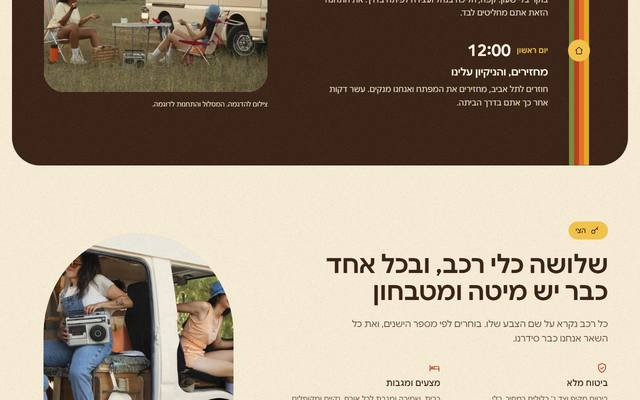 הזאת אתם מחליטים לבד.
יום ראשון 12:00
מחזירים, והניקיון עלינו
חוזרים לתל אביב, מחזירים את המפתח ואנחנו מנקים. עשר דקות
אחר כך אתם בדרך הביתה.
צילום להדגמה. המסלול והתחנות לדוגמה.
הצי
שלושה כלי רכב, ובכל אחד
כבר יש מיטה ומטבחון
כל רכב נקרא על שם הצבע שלו. בוחרים לפי מספר הישנים, ואת כל
השאר אנחנו כבר סידרנו.
ביטוח מלא
מצעים ומגבות